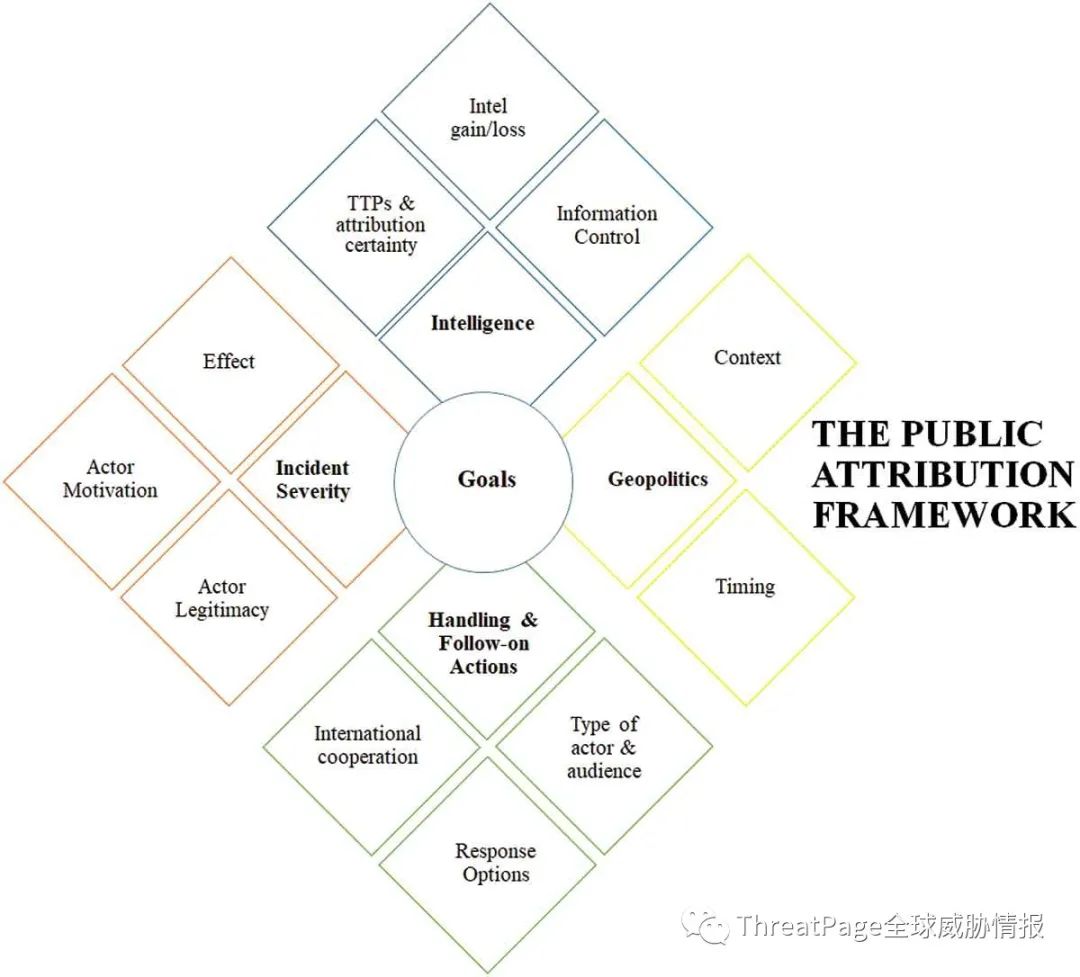 Intel
gain/loss
TTPs &
attribution
certainty
Information
Control
Intelligence
Effect
Actor
Motivation
Incident
Severity
Actor
Legitimacy
Goals
Context
Geopolitics
Timing
THE PUBLIC
ATTRIBUTION
FRAMEWORK
Handling &
Follow-on
Actions
International
cooperation
Type of
actor &
audience
Response
Options
ThreatPage全球威胁情报